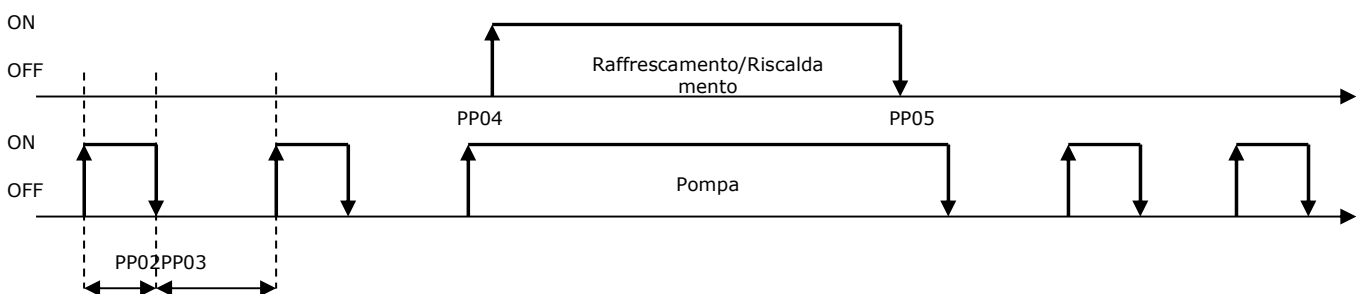 ON
OFF
Raffrescamento/Riscalda
mento
PP04
PP05
ON
OFF
Pompa
PP02PP03